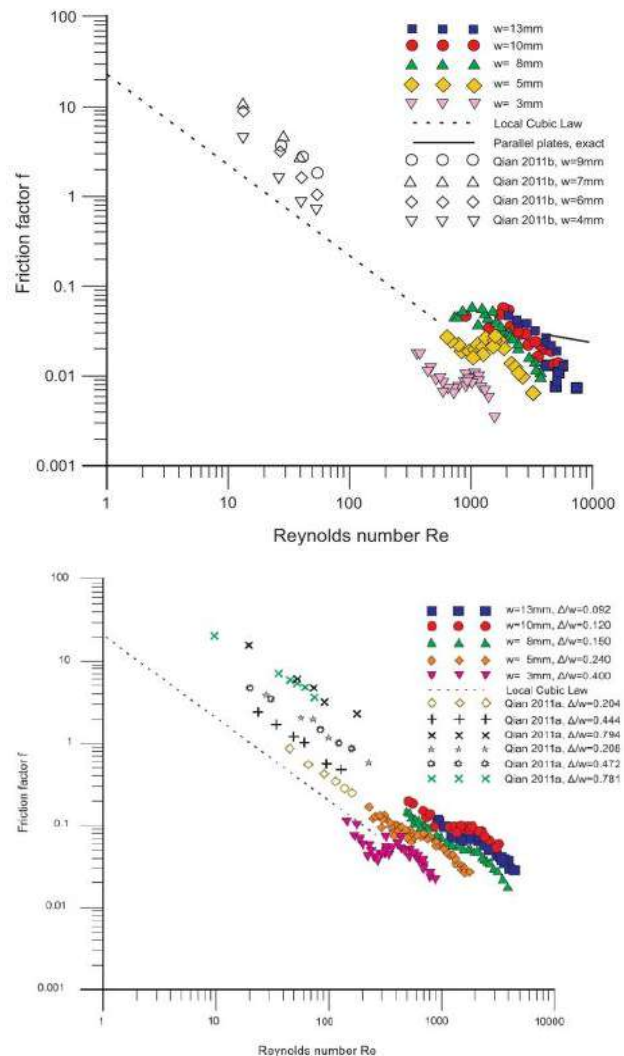 100
10
1
0.1
0.01
0.001
Friction factor f
1
10
100
1000
10000
Reynolds number Re
w=13mm
w=10mm
w= 8mm
w= 5mm
w= 3mm
Local Cubic Law
Parallel plates, exact
Qian 2011b, w=9mm
Qian 2011b, w=7mm
Qian 2011b, w=6mm
Qian 2011b, w=4mm
100
10
1
0.1
0.01
0.001
Friction factor f
1
10
100
1000
10000
Reynolds number Re
w=13mm, Δ/w=0.092
w=10mm, Δ/w=0.120
w= 8mm, Δ/w=0.150
w= 5mm, Δ/w=0.240
w= 3mm, Δ/w=0.400
Local Cubic Law
Qian 2011a, Δ/w=0.204
Qian 2011a, Δ/w=0.444
Qian 2011a, Δ/w=0.794
Qian 2011a, Δ/w=0.208
Qian 2011a, Δ/w=0.472
Qian 2011a, Δ/w=0.781